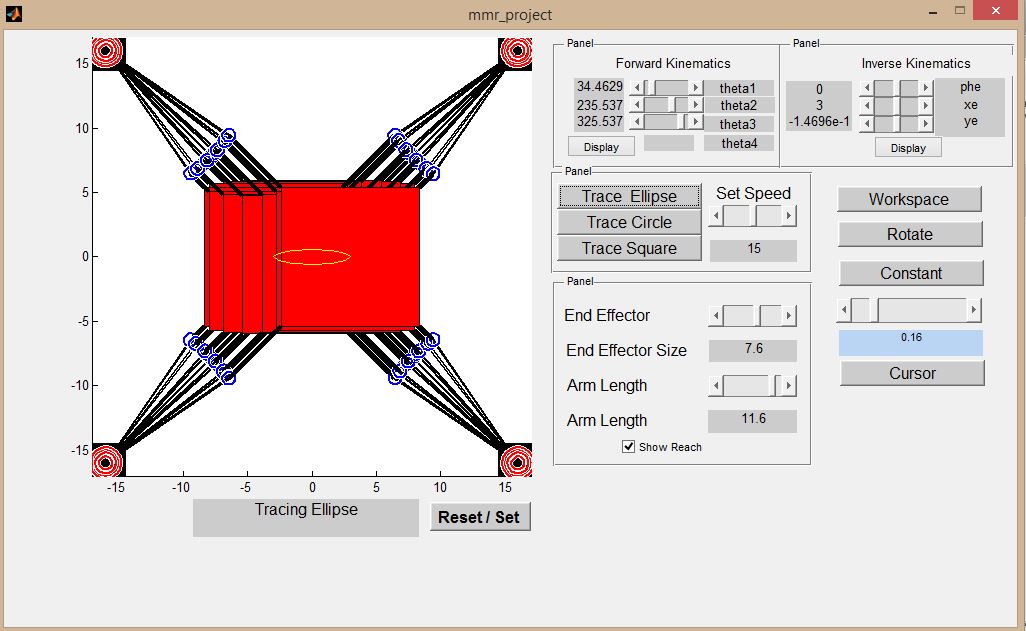 mmr_project
15
10
5
0
-5
-10
-15
-15
-10
-5
0
5
10
15
Tracing Ellipse
Reset / Set
Panel
Forward Kinematics
34.4629
theta1
235.537
theta2
325.537
theta3
Display
theta4
Panel
Inverse Kinematics
0
phe
3
xe
-1.4696e-1
ye
Display
Panel
Trace Ellipse
Set Speed
Trace Circle
Trace Square
15
Panel
End Effector
End Effector Size
7.6
Arm Length
Arm Length
11.6
Show Reach
Workspace
Rotate
Constant
0.16
Cursor